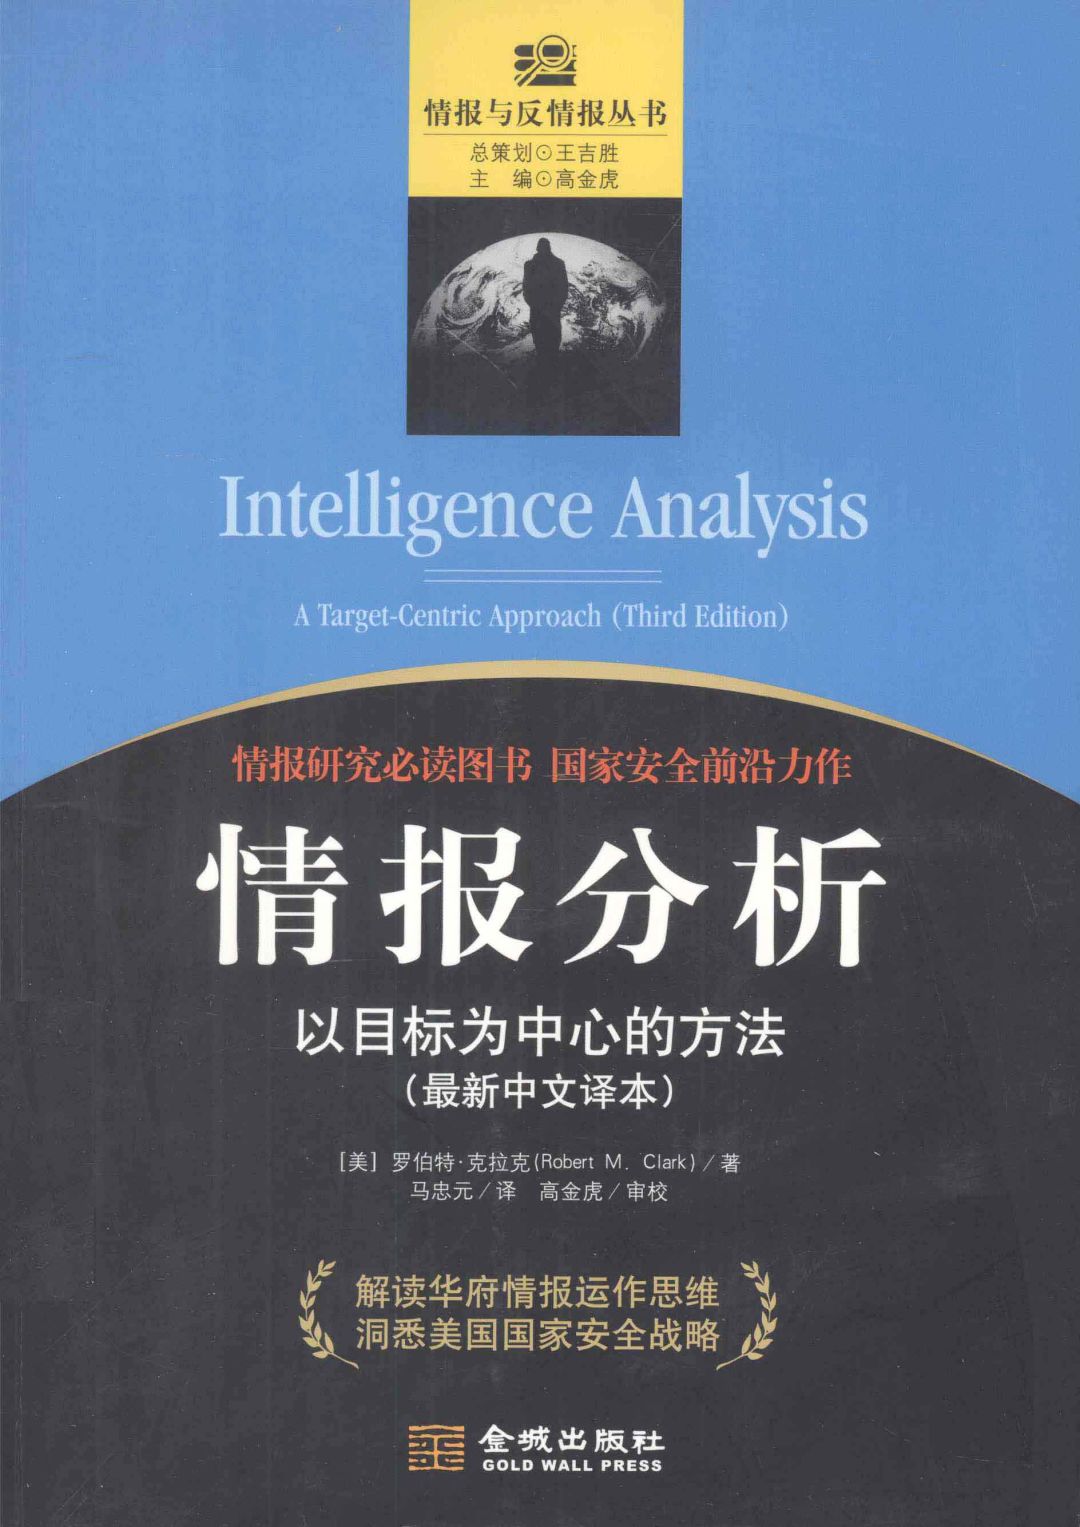 情报与反情报丛书
总策划⊙王吉胜
主 编⊙高金虎
Intelligence Analysis
A Target-Centric Approach (Third Edition)
情报研究必读图书 国家安全前沿力作
情报分析
以目标为中心的方法
(最新中文译本)
[美] 罗伯特·克拉克(Robert M. Clark)/著
马忠元/译 高金虎/审校
解读华府情报运作思维
洞悉美国国家安全战略
金城出版社
GOLD WALL PRESS